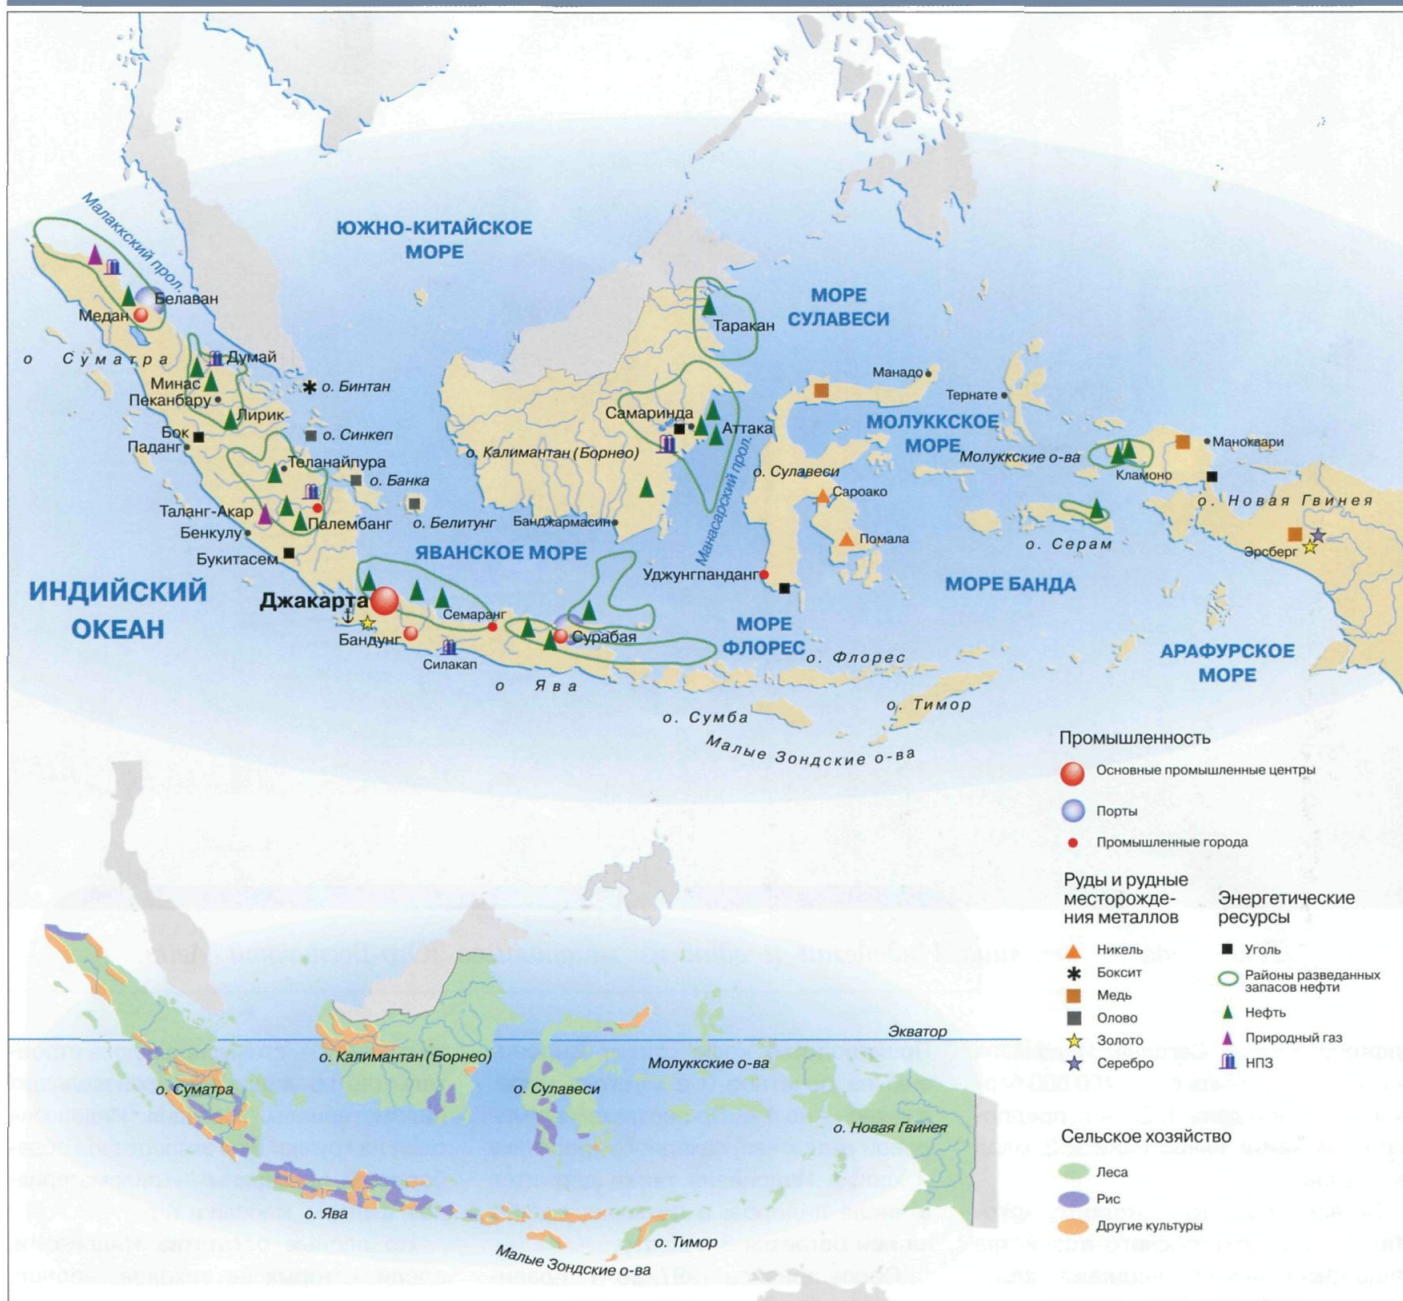 Малаккский прол.
ЮЖНО-КИТАЙСКОЕ
МОРЕ
МОРЕ
СУЛАВЕСИ
Белаван
Медан
Таракан
о Суматра
Думай
Минас
Пеканбару
Лирик
о. Бинтан
Манадо
Тернате
Самаринда
Аттака
МОЛУККСКОЕ
МОРЕ
Бок
Паданг
о. Синкеп
о. Калимантан (Борнео)
Манасарский прол.
Молуккские о-ва
Маноквари
Кламоно
Теланайпура
о. Банка
о. Сулавеси
Сароако
о. Новая Гвинея
Таланг-Акар
Палембанг
о. Белитунг
Банджармасин
Бенкулу
Букитасем
ЯВАНСКОЕ МОРЕ
Помала
о. Серам
Эрсберг
Уджунгпанданг
МОРЕ БАНДА
ИНДИЙСКИЙ
ОКЕАН
Джакарта
Семаранг
Бандунг
Сурабая
Силакап
МОРЕ
ФЛОРЕС
о. Флорес
АРАФУРСКОЕ
МОРЕ
о Ява
о. Сумба
о. Тимор
Малые Зондские о-ва
Промышленность
Основные промышленные центры
Порты
Промышленные города
Руды и рудные
месторожде-
ния металлов
Никель
Боксит
Медь
Олово
Золото
Серебро
Энергетические
ресурсы
Уголь
Районы разведанных
запасов нефти
Нефть
Природный газ
НПЗ
Экватор
о. Калимантан (Борнео)
Молуккские о-ва
о. Суматра
о. Сулавеси
о. Новая Гвинея
о. Ява
о. Тимор
Малые Зондские о-ва
Сельское хозяйство
Леса
Рис
Другие культуры